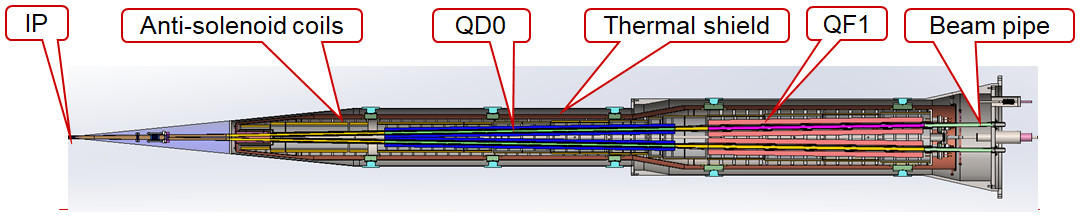 IP
Anti-solenoid coils
QD0
Thermal shield
QF1
Beam pipe